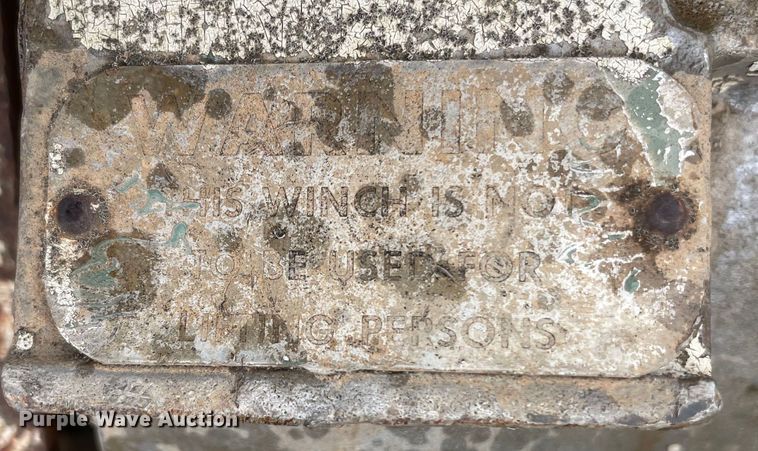 WARNING
THIS WINCH IS NOT
TO BE USED FOR
LIFTING PERSONS
Purple Wave Auction